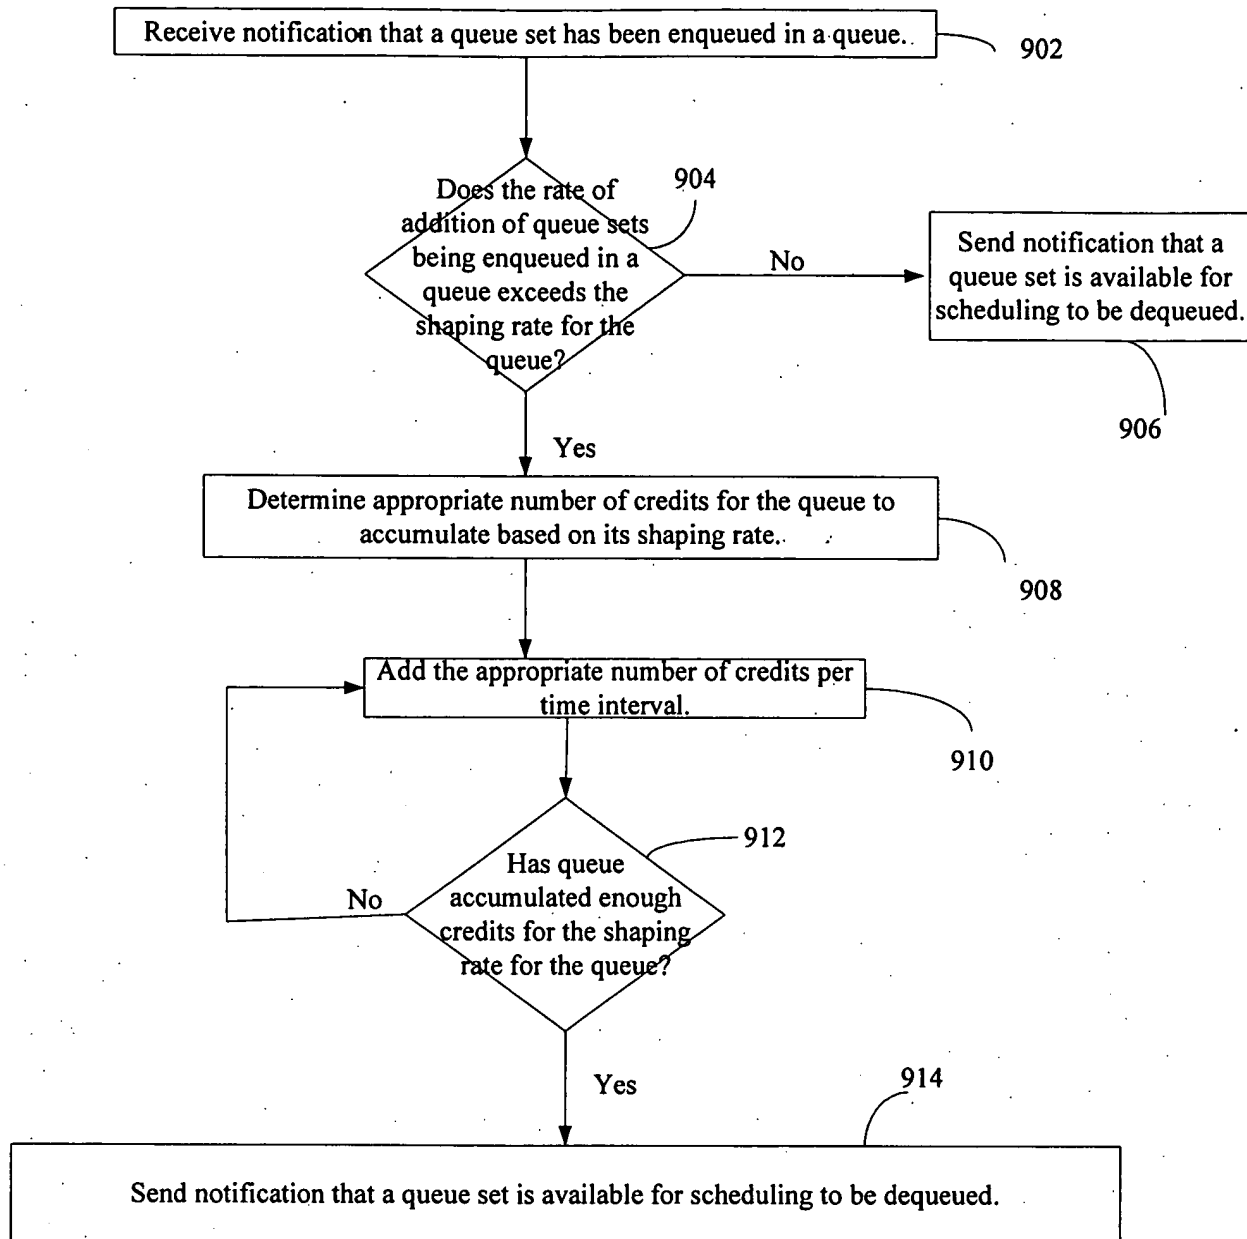 Receive notification that a queue set has been enqueued in a queue.
902
Does the rate of
addition of queue sets
being enqueued in a
queue exceeds the
shaping rate for the
queue?
904
No
Send notification that a
queue set is available for
scheduling to be dequeued.
906
Yes
Determine appropriate number of credits for the queue to
accumulate based on its shaping rate.
908
Add the appropriate number of credits per
time interval.
910
Has queue
accumulated enough
credits for the shaping
rate for the queue?
912
No
Yes
914
Send notification that a queue set is available for scheduling to be dequeued.